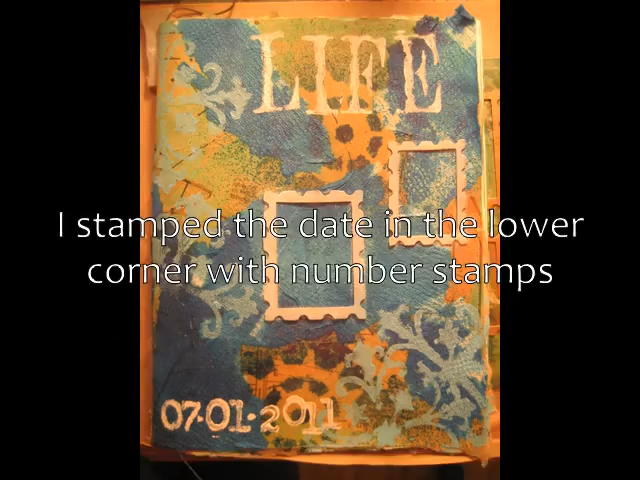 LIFE
I stamped the date in the lower
corner with number stamps
07-01-2011